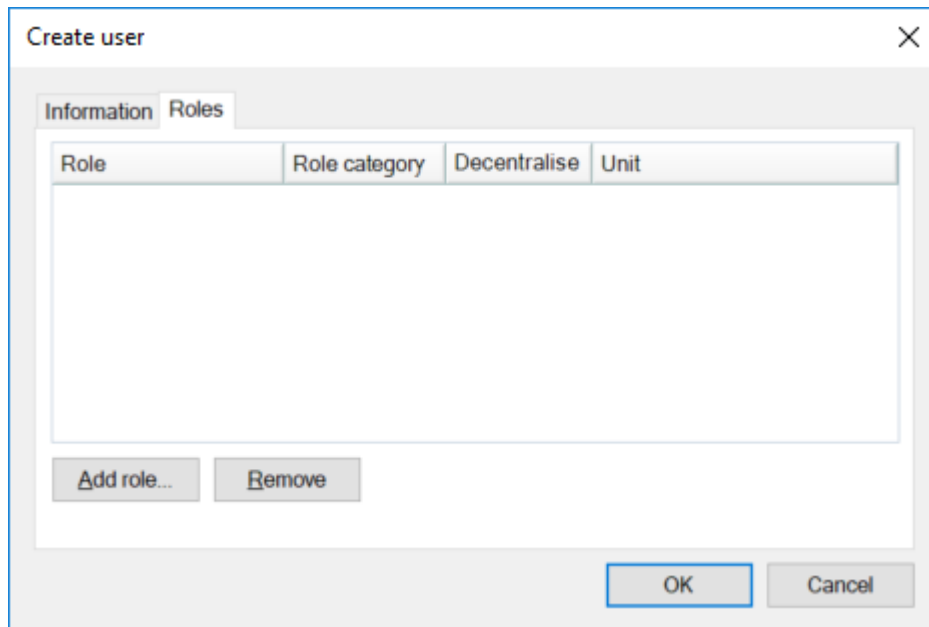 Create user
Information Roles
Role Role category Decentralise Unit
Add role... Remove
OK Cancel